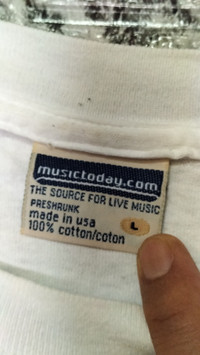 musictoday.com
THE SOURCE FOR LIVE MUSIC
PRESHRUNK
made in usa
100% cotton/coton
L